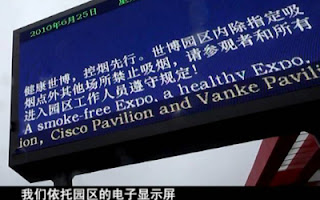 2010年6月25日 星
健康世博，控烟先行。世博园区内除指定吸
烟点外其他场所禁止吸烟，请参观者和所有
进入园区工作人员遵守规定！
A smoke-free Expo, a healthy Expo.
ion, Cisco Pavilion and Vanke Pavili
我们依托园区的电子显示屏